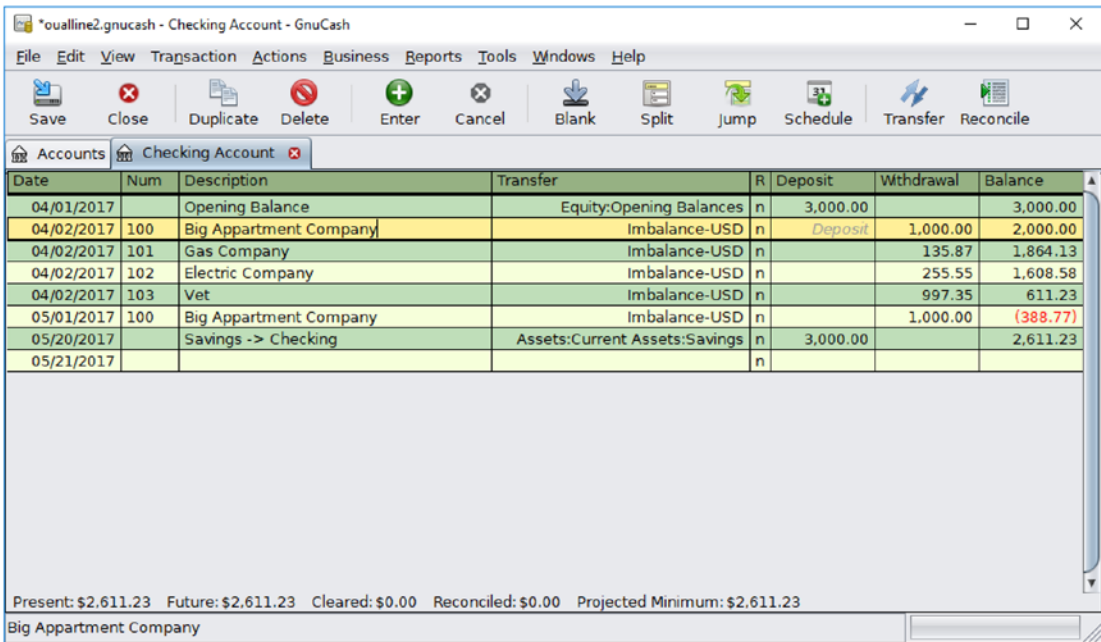 *oualline2.gnucash - Checking Account - GnuCash
File Edit View Transaction Actions Business Reports Tools Windows Help
Save Close Duplicate Delete Enter Cancel Blank Split Jump Schedule Transfer Reconcile
Accounts Checking Account
Date Num Description Transfer R Deposit Withdrawal Balance
04/01/2017 Opening Balance Equity:Opening Balances n 3,000.00 3,000.00
04/02/2017 100 Big Appartment Company Imbalance-USD n Deposit 1,000.00 2,000.00
04/02/2017 101 Gas Company Imbalance-USD n 135.87 1,864.13
04/02/2017 102 Electric Company Imbalance-USD n 255.55 1,608.58
04/02/2017 103 Vet Imbalance-USD n 997.35 611.23
05/01/2017 100 Big Appartment Company Imbalance-USD n 1,000.00 (388.77)
05/20/2017 Savings -> Checking Assets:Current Assets:Savings n 3,000.00 2,611.23
05/21/2017 n
Present: $2,611.23 Future: $2,611.23 Cleared: $0.00 Reconciled: $0.00 Projected Minimum: $2,611.23
Big Appartment Company